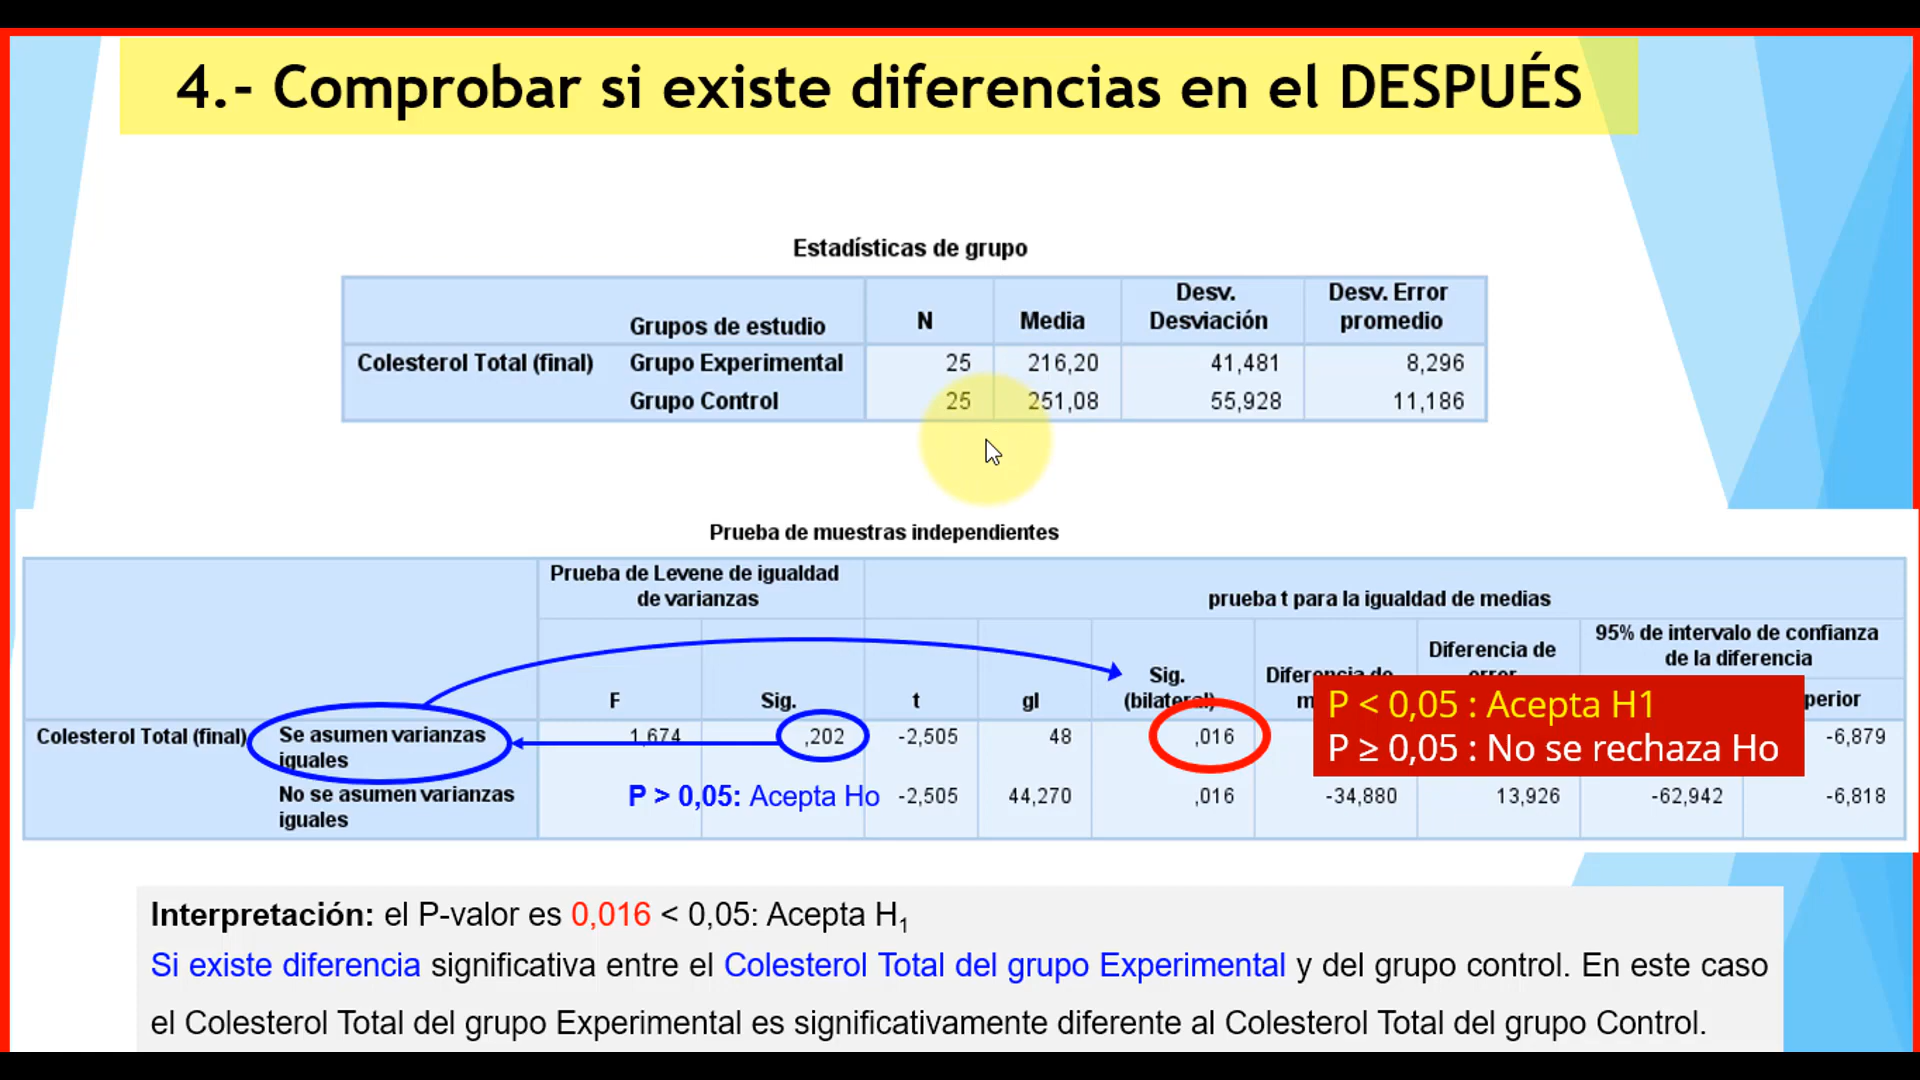 4.- Comprobar si existe diferencias en el DESPUÉS
Estadísticas de grupo
Grupos de estudio N Media Desv. Desviación Desv. Error promedio
Colesterol Total (final) Grupo Experimental 25 216,20 41,481 8,296
Grupo Control 25 251,08 55,928 11,186
Prueba de muestras independientes
Prueba de Levene de igualdad de varianzas
prueba t para la igualdad de medias
95% de intervalo de confianza de la diferencia
F Sig. t gl Sig. (bilateral) Diferencia de Diferencia de
P < 0,05 : Acepta H1
P ≥ 0,05 : No se rechaza Ho
Colesterol Total (final) Se asumen varianzas iguales 1,674 ,202 -2,505 48 ,016 -6,879
No se asumen varianzas iguales -2,505 44,270 ,016 -34,880 13,926 -62,942 -6,818
P > 0,05: Acepta Ho
Interpretación: el P-valor es 0,016 < 0,05: Acepta H1
Si existe diferencia significativa entre el Colesterol Total del grupo Experimental y del grupo control. En este caso
el Colesterol Total del grupo Experimental es significativamente diferente al Colesterol Total del grupo Control.